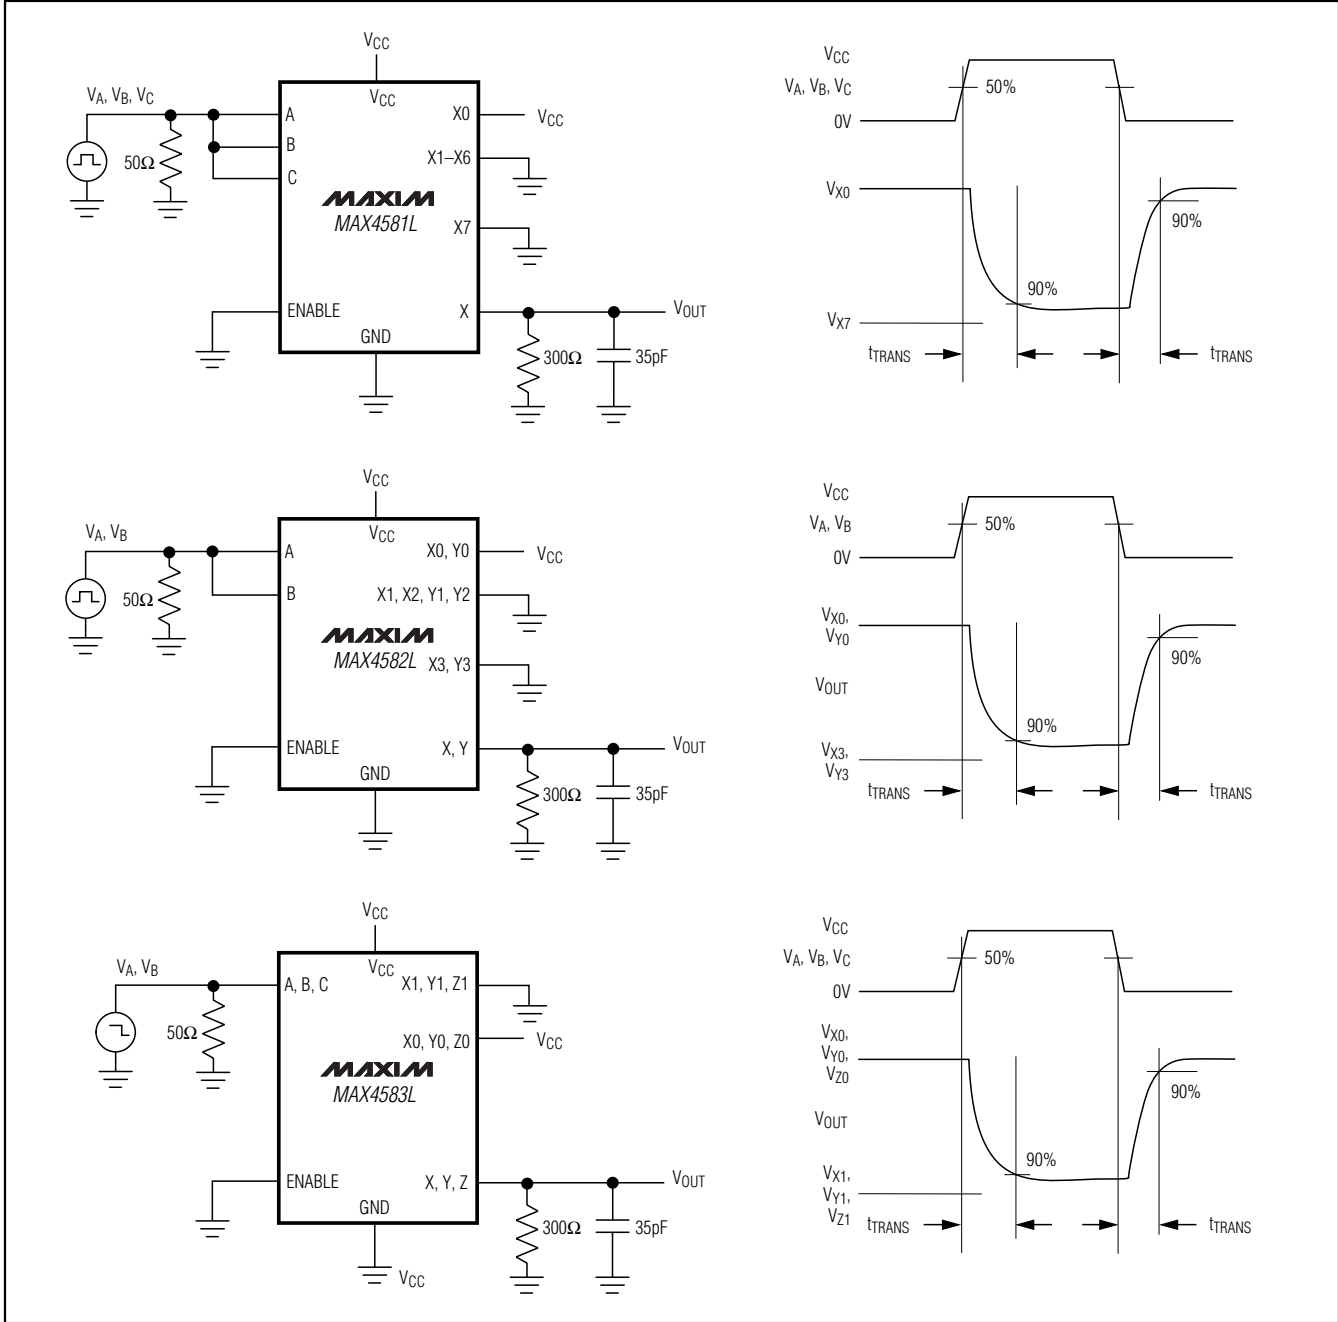 VCC
VCC
VA, VB, VC
A
B
C
50Ω
X0
VCC
X1–X6
MAXIM
MAX4581L
X7
ENABLE
X
VOUT
GND
300Ω
35pF
VCC
VA, VB, VC
50%
0V
VX0
90%
90%
VX7
tTRANS
tTRANS
VCC
VCC
VA, VB
A
B
50Ω
X0, Y0
VCC
X1, X2, Y1, Y2
MAXIM
MAX4582L
X3, Y3
ENABLE
X, Y
VOUT
GND
300Ω
35pF
VCC
VA, VB
50%
0V
VX0,
VY0
90%
VOUT
90%
VX3,
VY3
tTRANS
tTRANS
VCC
VCC
VA, VB
A, B, C
50Ω
X1, Y1, Z1
X0, Y0, Z0
VCC
MAXIM
MAX4583L
ENABLE
X, Y, Z
VOUT
GND
VCC
300Ω
35pF
VCC
VA, VB, VC
50%
0V
VX0,
VY0,
VZ0
90%
VOUT
90%
VX1,
VY1,
VZ1
tTRANS
tTRANS